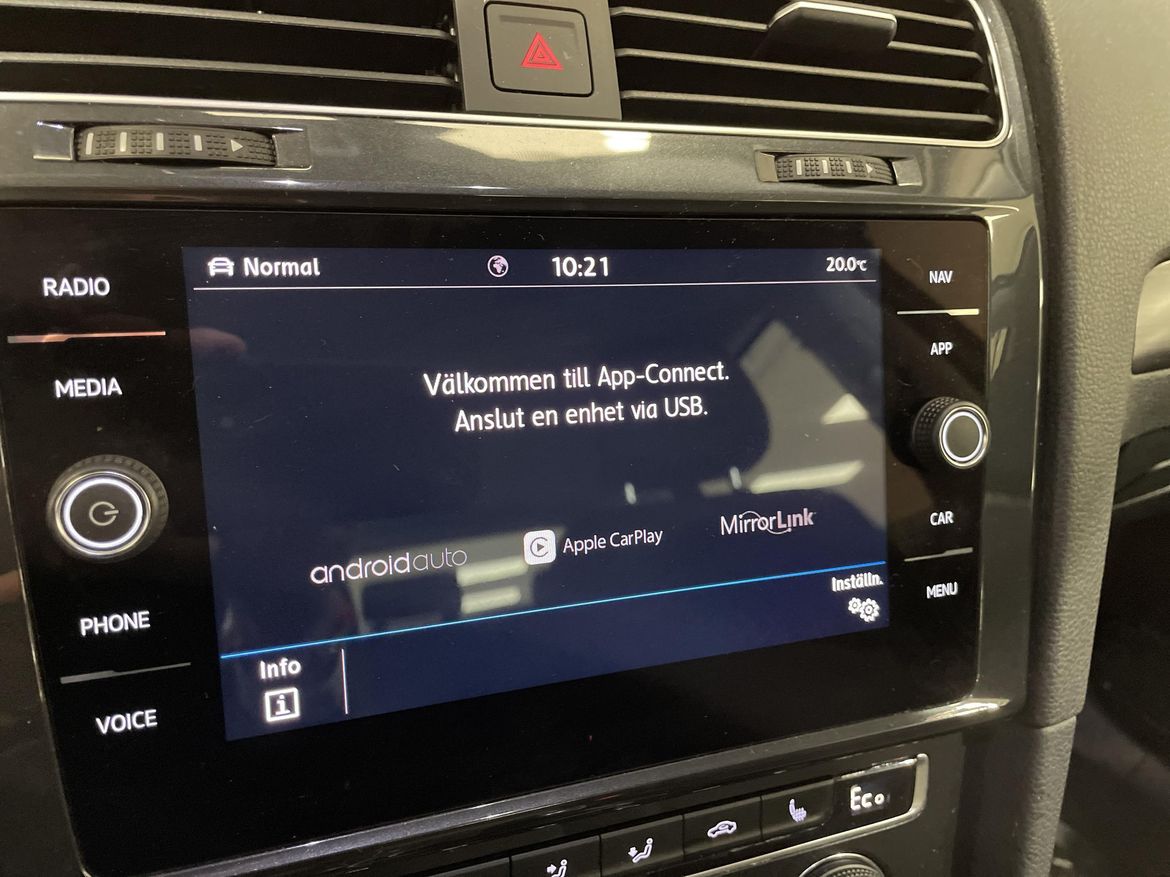 Normal
10:21
20.0°C
RADIO
MEDIA
PHONE
VOICE
NAV
APP
CAR
MENU
Välkommen till App-Connect.
Anslut en enhet via USB.
androidauto
Apple CarPlay
MirrorLink
Inställn.
Info
i
Eco